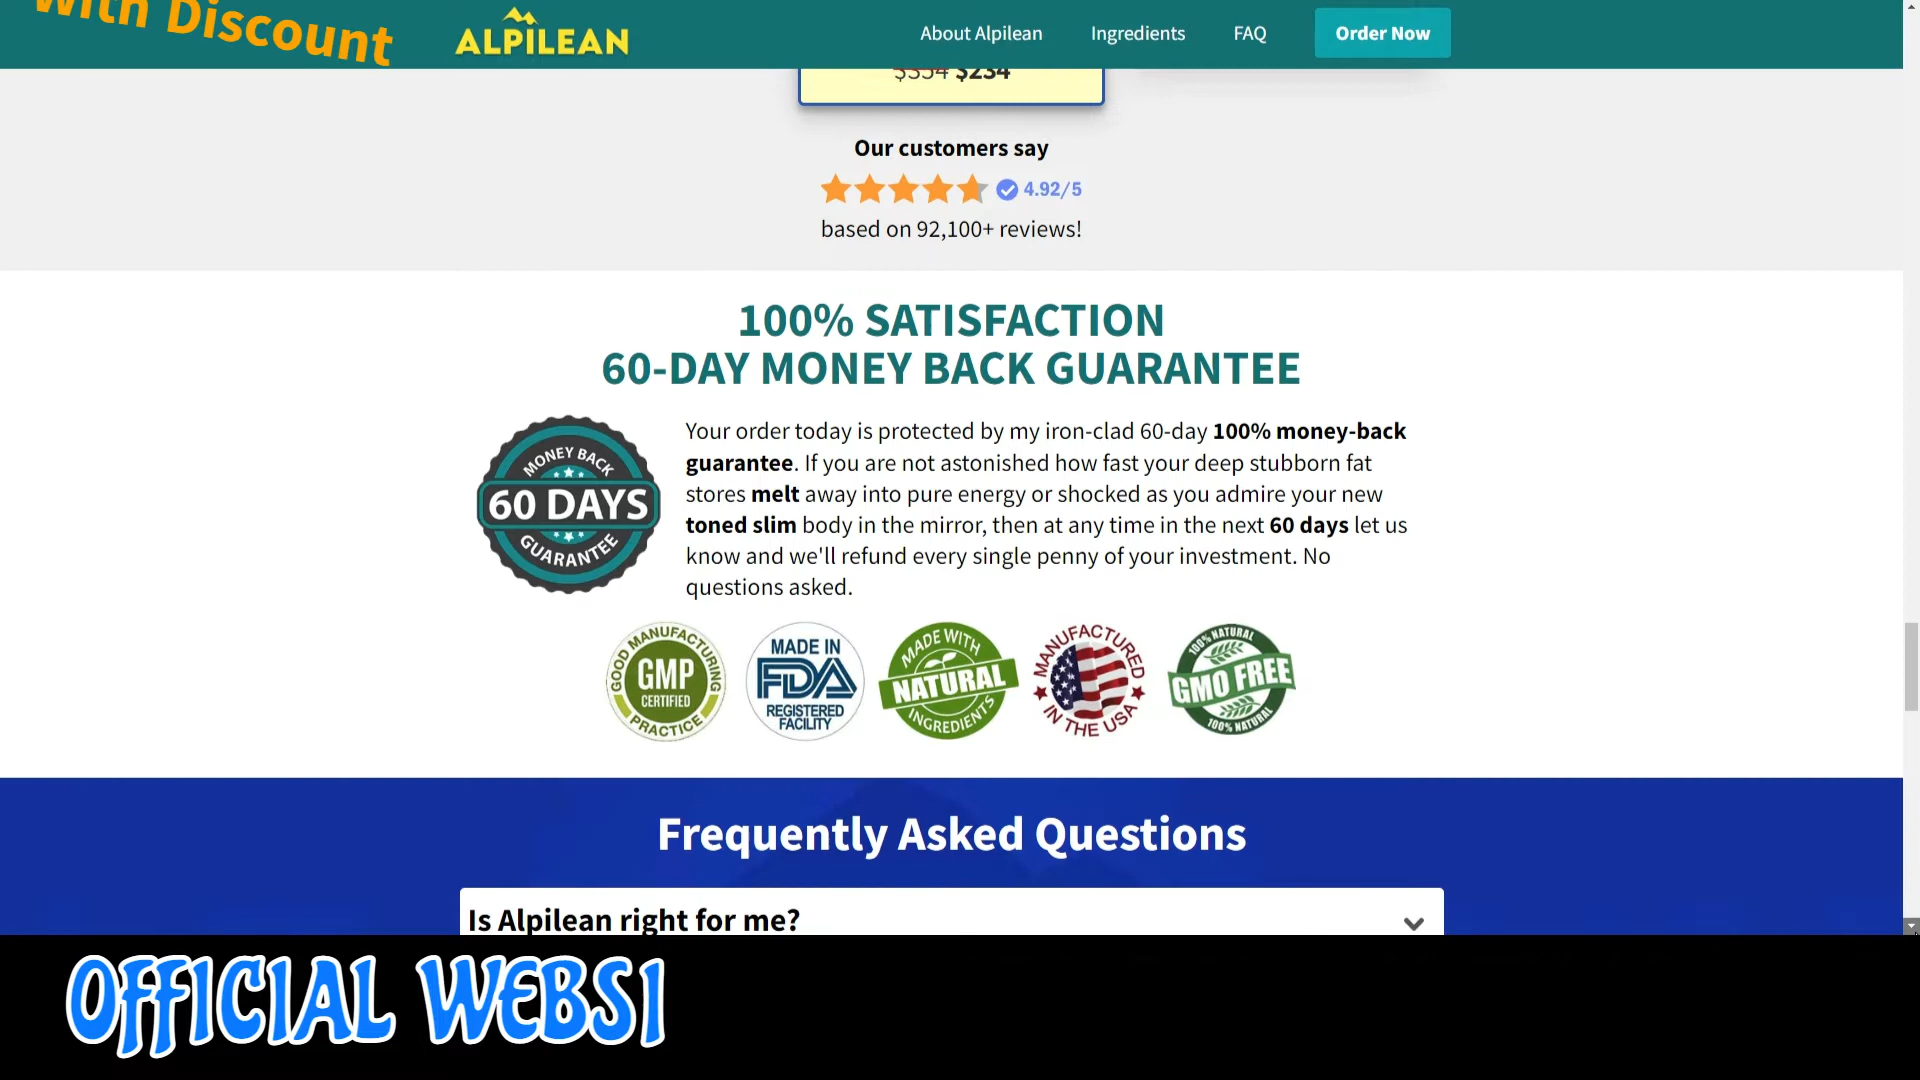 With Discount
ALPILEAN
About Alpilean
Ingredients
FAQ
Order Now
$354 $234
Our customers say
4.92/5
based on 92,100+ reviews!
100% SATISFACTION
60-DAY MONEY BACK GUARANTEE
MONEY BACK
60 DAYS
GUARANTEE
Your order today is protected by my iron-clad 60-day 100% money-back
guarantee. If you are not astonished how fast your deep stubborn fat
stores melt away into pure energy or shocked as you admire your new
toned slim body in the mirror, then at any time in the next 60 days let us
know and we'll refund every single penny of your investment. No
questions asked.
GOOD MANUFACTURING
GMP
CERTIFIED
PRACTICE
MADE IN
FDA
REGISTERED
FACILITY
MADE WITH
NATURAL
INGREDIENTS
MANUFACTURED
IN THE USA
100% NATURAL
GMO FREE
100% NATURAL
Frequently Asked Questions
Is Alpilean right for me?
OFFICIAL WEBSI